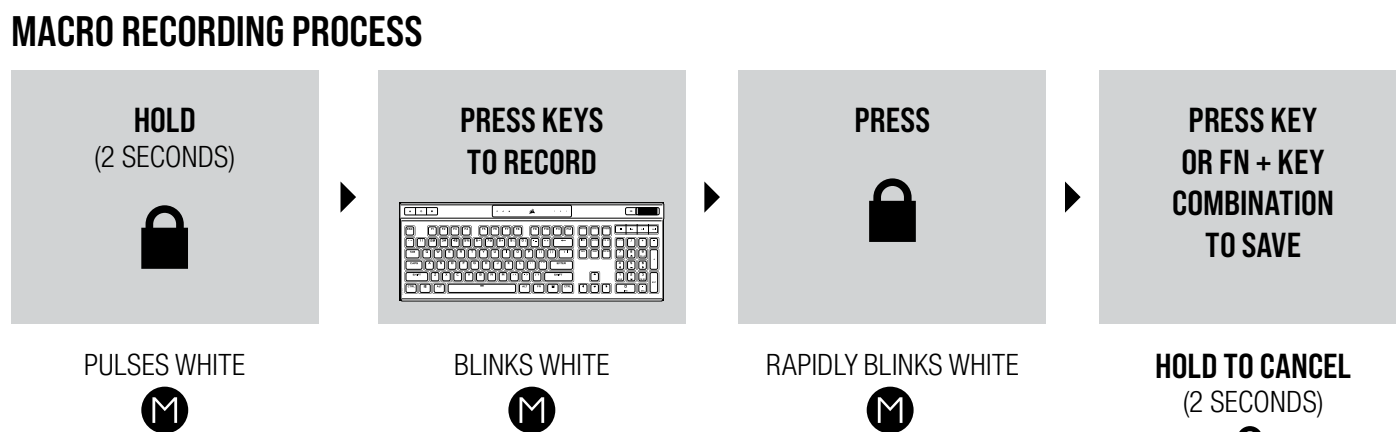 MACRO RECORDING PROCESS
HOLD
(2 SECONDS)
PRESS KEYS
TO RECORD
PRESS
PRESS KEY
OR FN + KEY
COMBINATION
TO SAVE
PULSES WHITE
M
BLINKS WHITE
M
RAPIDLY BLINKS WHITE
M
HOLD TO CANCEL
(2 SECONDS)